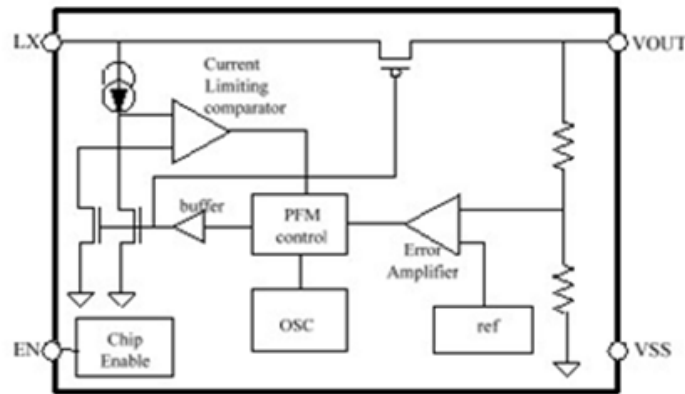 LX
VOUT
Current
Limiting
comparator
buffer
PFM
control
Error
Amplifier
OSC
ref
EN
Chip
Enable
VSS